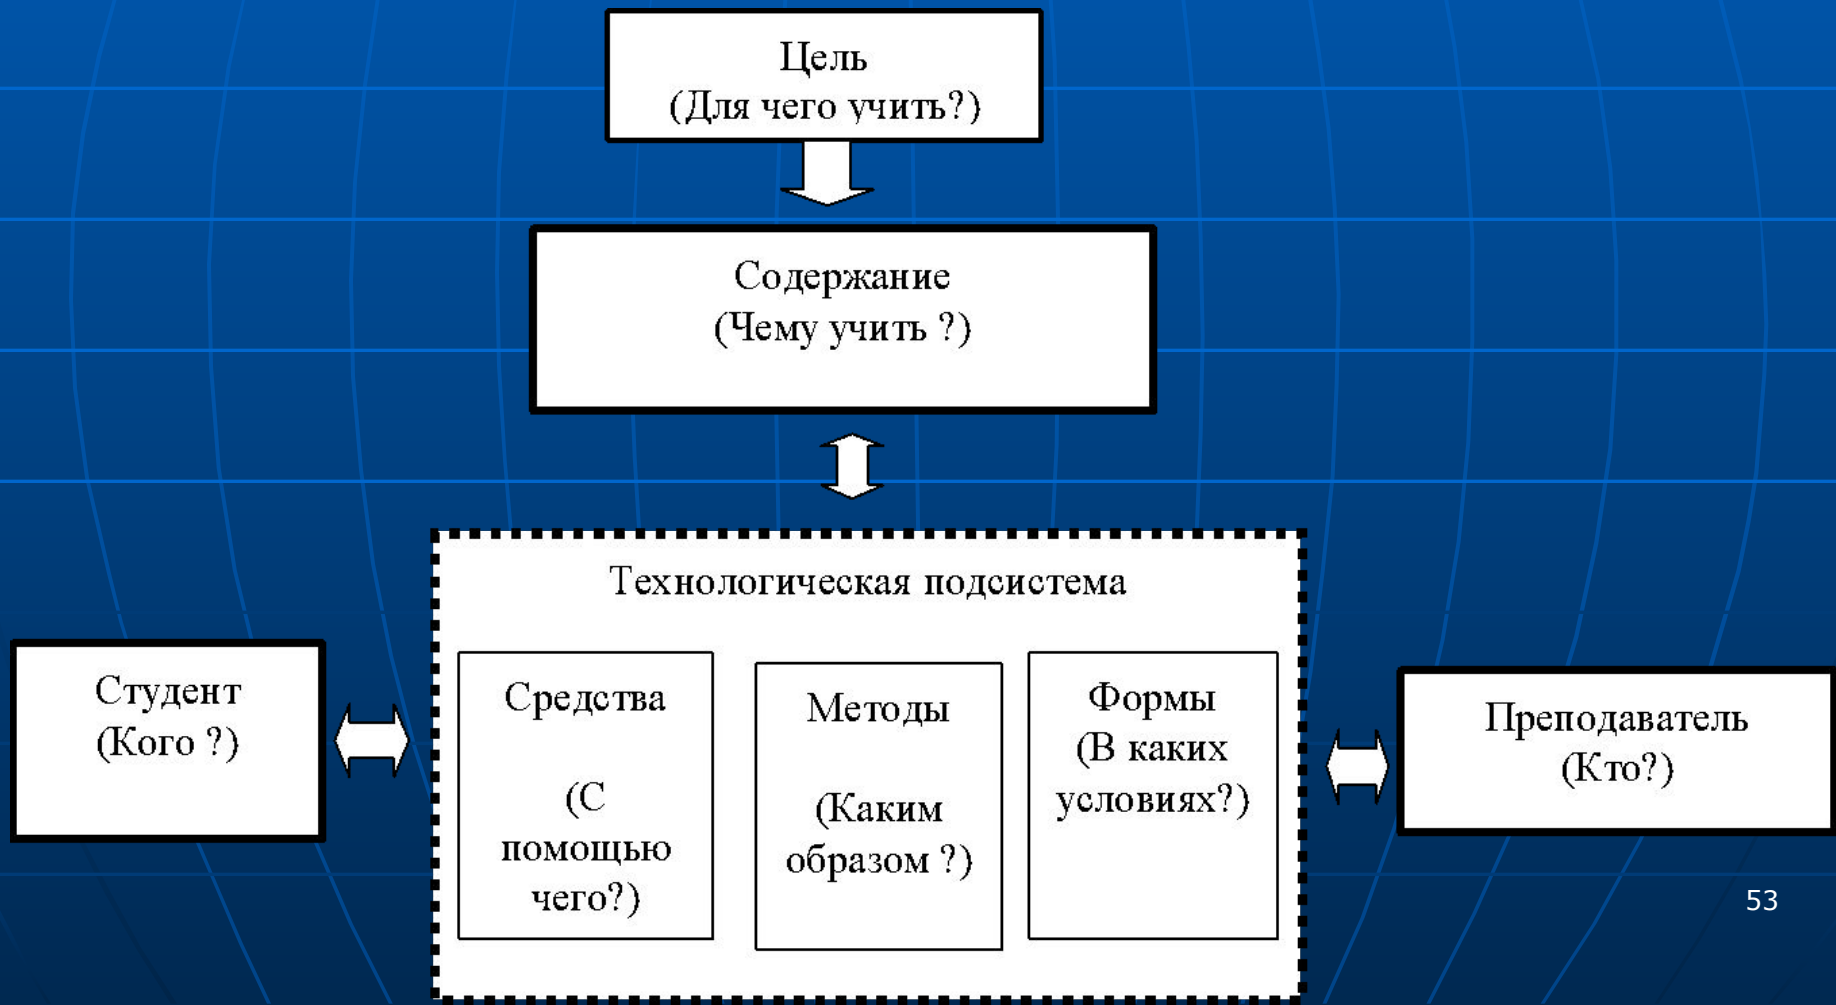 Цель
(Для чего учить?)
Содержание
(Чему учить ?)
Технологическая подсистема
Студент
(Кого ?)
Средства
(С
помощью
чего?)
Методы
(Каким
образом ?)
Формы
(В каких
условиях?)
Преподаватель
(Кто?)
53